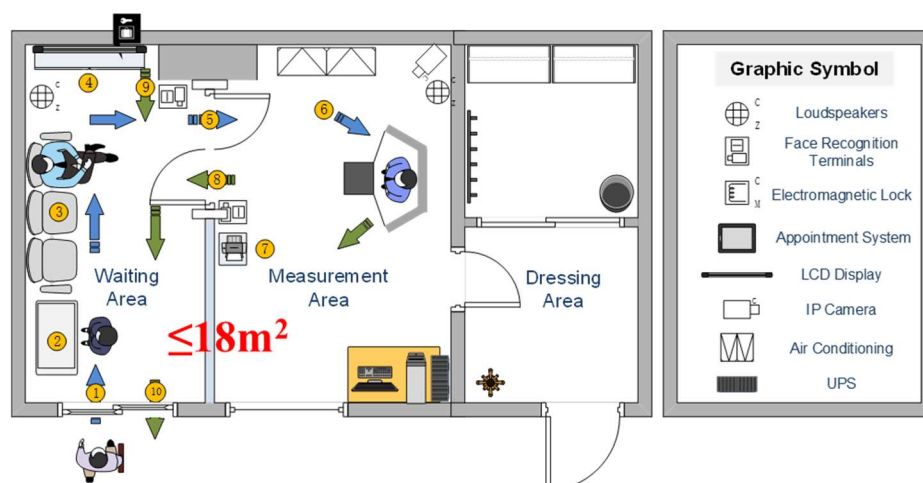 4
9
C
Z
5
6
C
Z
8
3
7
Waiting
Area
Measurement
Area
Dressing
Area
≤18m²
2
1
10
Graphic Symbol
C
Z
Loudspeakers
Face Recognition
Terminals
C
M
Electromagnetic Lock
Appointment System
LCD Display
C
IP Camera
Air Conditioning
UPS